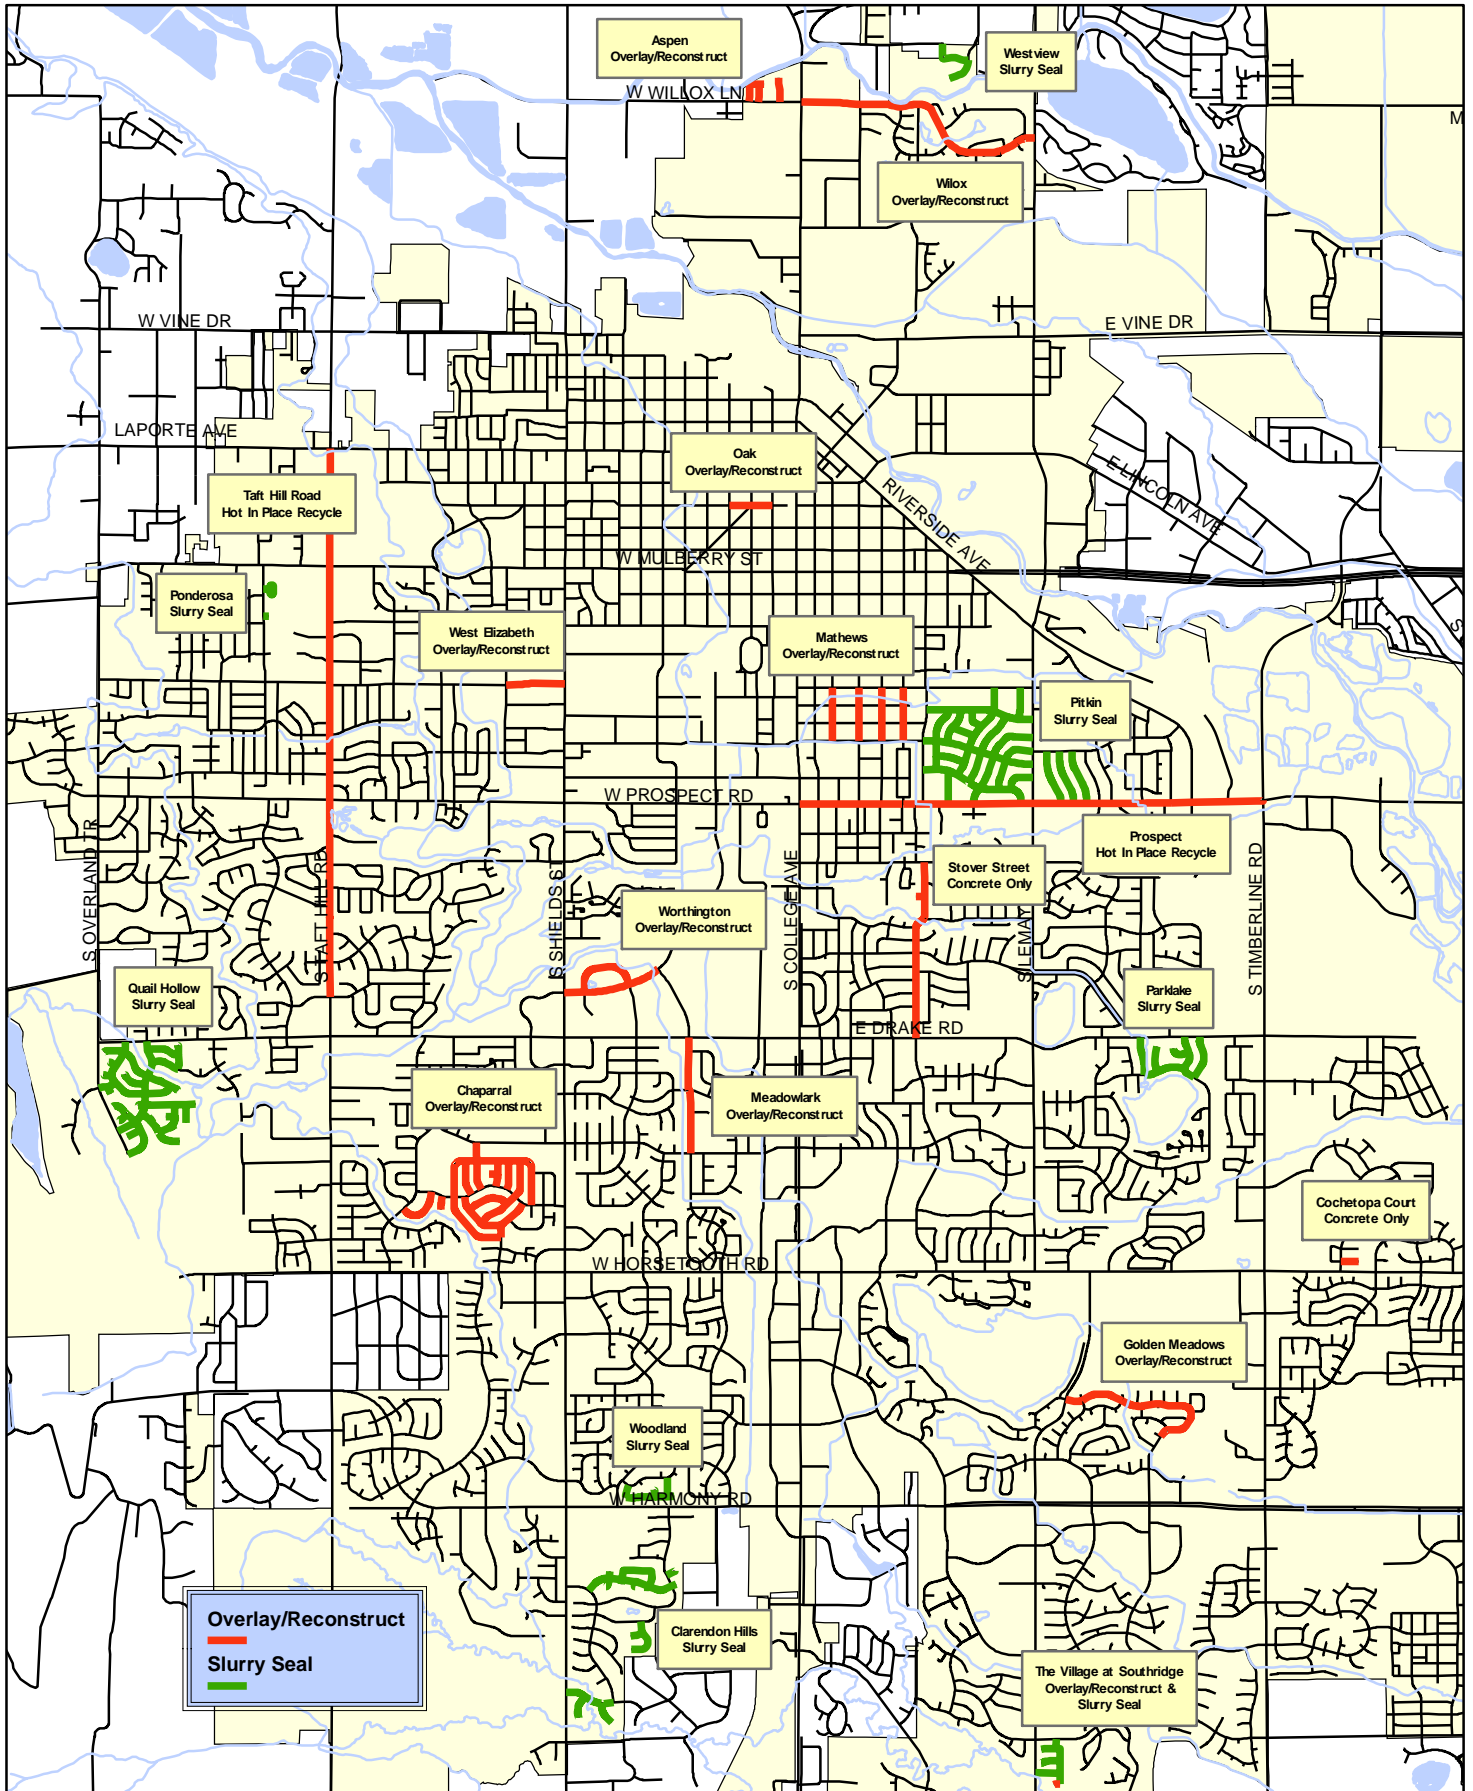 Aspen
Overlay/Reconstruct
Westview
Slurry Seal
W WILLOX LN
M
Wilox
Overlay/Reconstruct
W VINE DR
E VINE DR
LAPORTE AVE
Oak
Overlay/Reconstruct
E LINCOLN AVE
Taft Hill Road
Hot In Place Recycle
RIVERSIDE AVE
W MULBERRY ST
Ponderosa
Slurry Seal
West Elizabeth
Overlay/Reconstruct
Mathews
Overlay/Reconstruct
S
Pitkin
Slurry Seal
W PROSPECT RD
Prospect
Hot In Place Recycle
S OVERLAND TR
S TAFT HILL RD
S SHIELDS ST
S COLLEGE AVE
Stover Street
Concrete Only
S LEMAY
S TIMBERLINE RD
Worthington
Overlay/Reconstruct
Quail Hollow
Slurry Seal
Parklake
Slurry Seal
E DRAKE RD
Chaparral
Overlay/Reconstruct
Meadowlark
Overlay/Reconstruct
Cochetopa Court
Concrete Only
W HORSETOOTH RD
Golden Meadows
Overlay/Reconstruct
Woodland
Slurry Seal
W HARMONY RD
Overlay/Reconstruct
Slurry Seal
Clarendon Hills
Slurry Seal
The Village at Southridge
Overlay/Reconstruct &
Slurry Seal